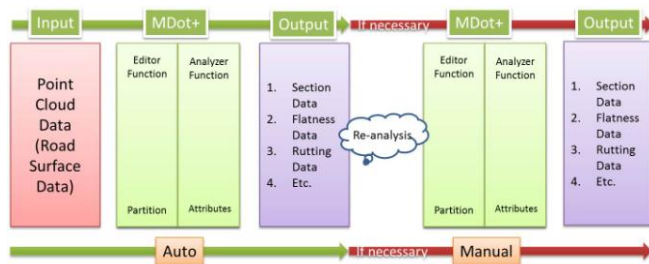 Input
MDot+
Output
If necessary
MDot+
Output
Point
Cloud
Data
(Road
Surface
Data)
Editor
Function
Partition
Analyzer
Function
Attributes
1. Section
Data
2. Flatness
Data
3. Rutting
Data
4. Etc.
Re-analysis
Editor
Function
Partition
Analyzer
Function
Attributes
1. Section
Data
2. Flatness
Data
3. Rutting
Data
4. Etc.
Auto
If necessary
Manual